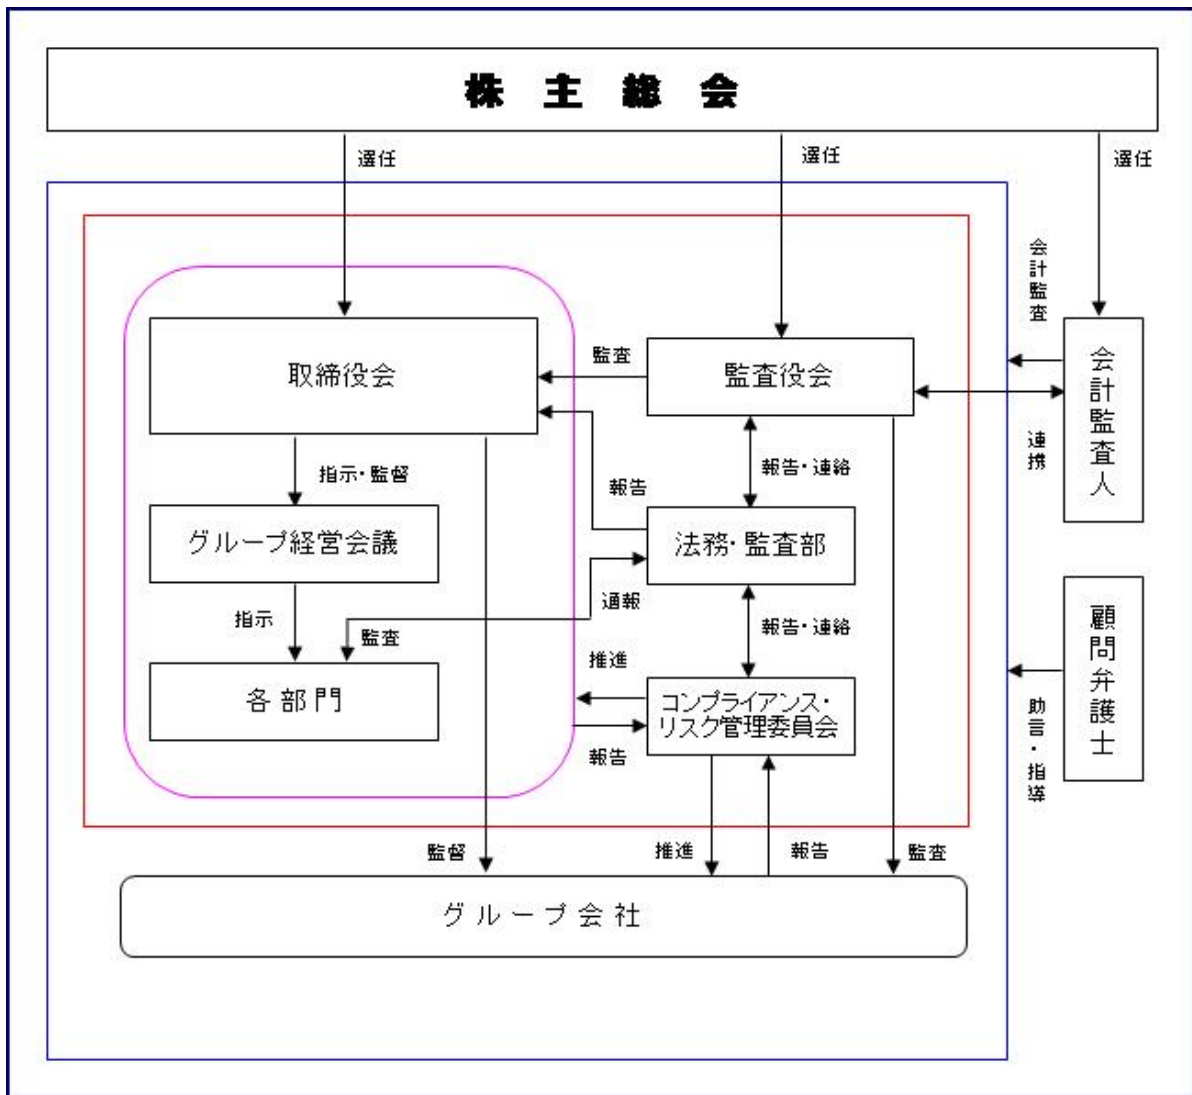 株主総会
選任
選任
選任
会計監査
取締役会
監査
監査役会
会計監査人
連携
指示・監督
報告・連絡
報告
グループ経営会議
法務・監査部
指示
監査
通報
報告・連絡
推進
各部門
コンプライアンス・
リスク管理委員会
報告
顧問弁護士
助言・指導
監督
推進
報告
監査
グループ会社